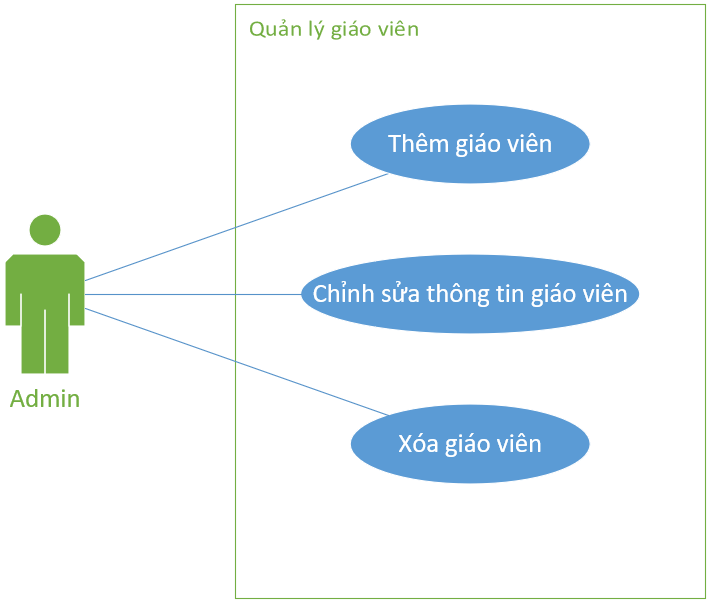 Quản lý giáo viên
Thêm giáo viên
Chỉnh sửa thông tin giáo viên
Admin
Xóa giáo viên